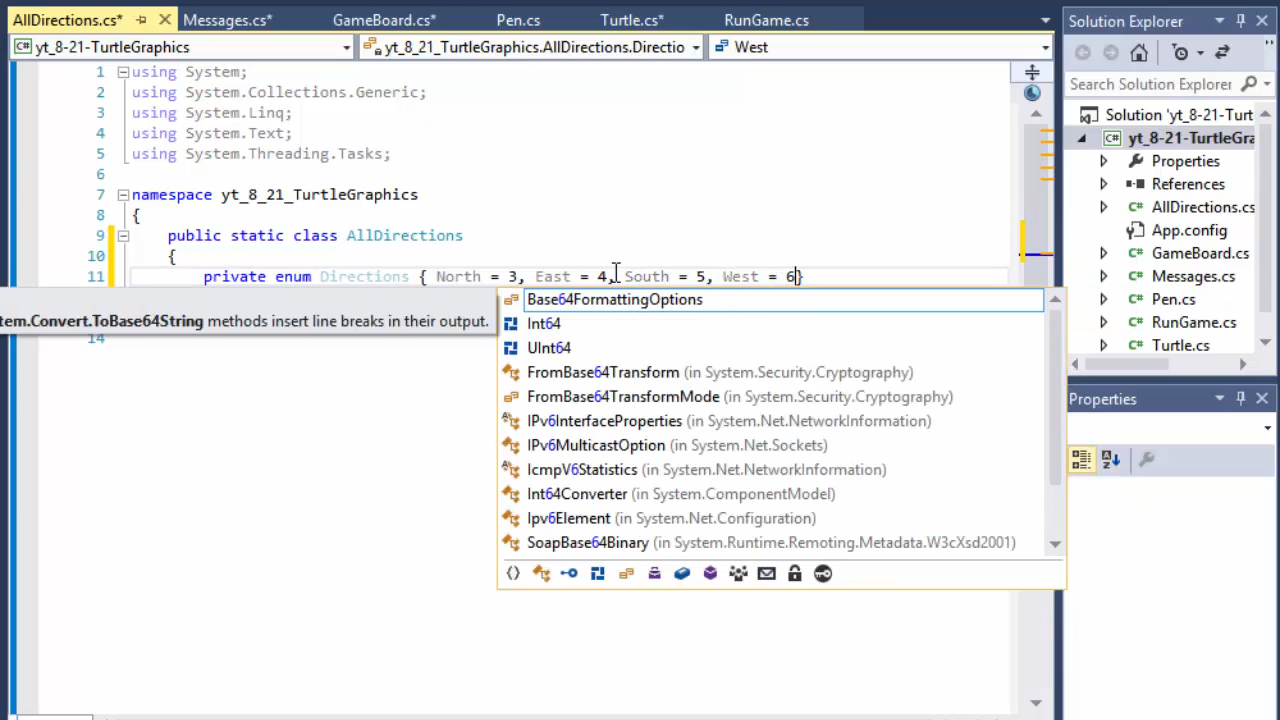 AllDirections.cs*
Messages.cs*
GameBoard.cs*
Pen.cs
Turtle.cs*
RunGame.cs
yt_8-21-TurtleGraphics
yt_8_21_TurtleGraphics.AllDirections.Directio
West
1 using System;
2 using System.Collections.Generic;
3 using System.Linq;
4 using System.Text;
5 using System.Threading.Tasks;
6
7 namespace yt_8_21_TurtleGraphics
8 {
9 public static class AllDirections
10 {
11 private enum Directions { North = 3, East = 4, South = 5, West = 6}
tem.Convert.ToBase64String methods insert line breaks in their output.
14
Base64FormattingOptions
Int64
UInt64
FromBase64Transform (in System.Security.Cryptography)
FromBase64TransformMode (in System.Security.Cryptography)
IPv6InterfaceProperties (in System.Net.NetworkInformation)
IPv6MulticastOption (in System.Net.Sockets)
IcmpV6Statistics (in System.Net.NetworkInformation)
Int64Converter (in System.ComponentModel)
Ipv6Element (in System.Net.Configuration)
SoapBase64Binary (in System.Runtime.Remoting.Metadata.W3cXsd2001)
Solution Explorer
Search Solution Explorer
Solution 'yt_8-21-Turt
yt_8-21-TurtleGra
Properties
References
AllDirections.cs
App.config
GameBoard.cs
Messages.cs
Pen.cs
RunGame.cs
Turtle.cs
Properties